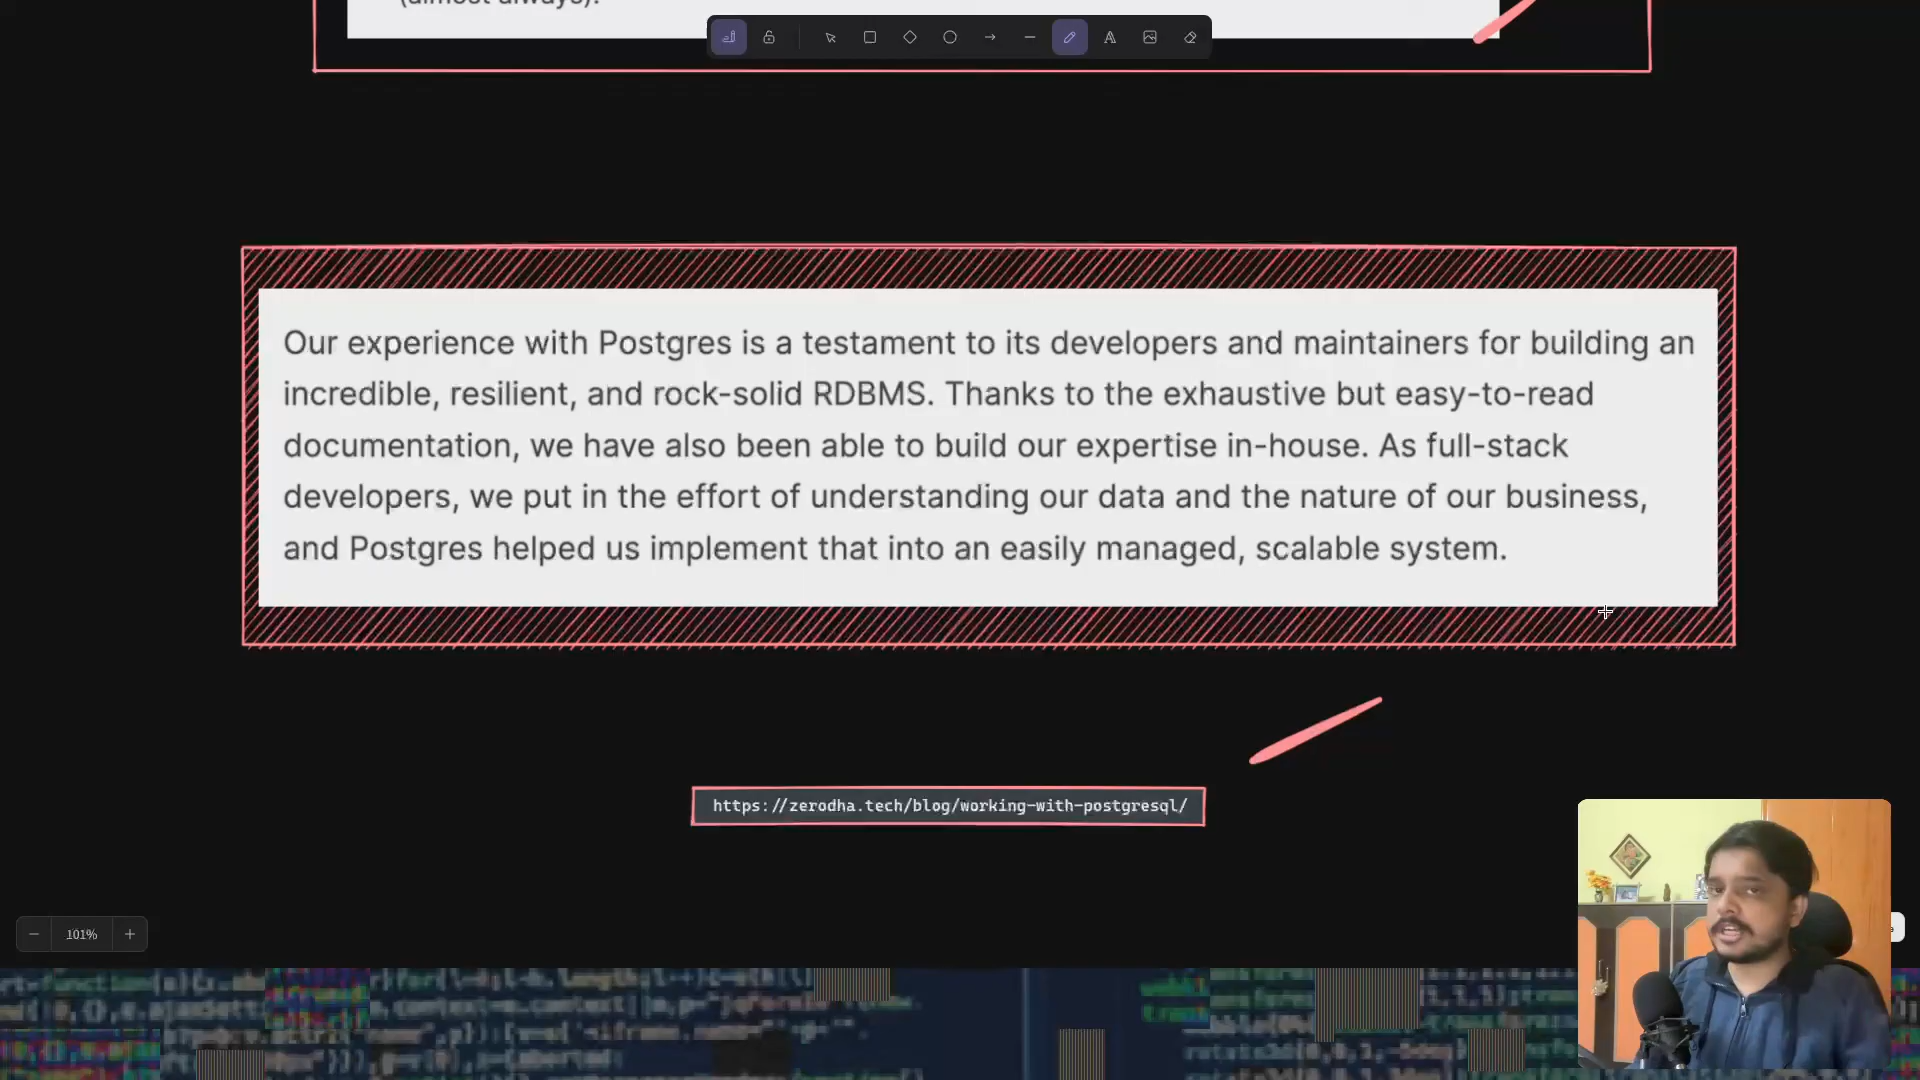 (almost always).
Our experience with Postgres is a testament to its developers and maintainers for building an
incredible, resilient, and rock-solid RDBMS. Thanks to the exhaustive but easy-to-read
documentation, we have also been able to build our expertise in-house. As full-stack
developers, we put in the effort of understanding our data and the nature of our business,
and Postgres helped us implement that into an easily managed, scalable system.
https://zerodha.tech/blog/working-with-postgresql/
101%